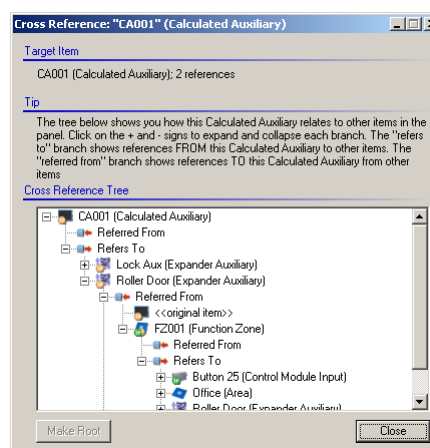 Cross Reference: "CA001" (Calculated Auxiliary)
Target Item
CA001 (Calculated Auxiliary); 2 references
Tip
The tree below shows you how this Calculated Auxiliary relates to other items in the
panel. Click on the + and - signs to expand and collapse each branch. The "refers
to" branch shows references FROM this Calculated Auxiliary to other items. The
"referred from" branch shows references TO this Calculated Auxiliary from other
items
Cross Reference Tree
CA001 (Calculated Auxiliary)
Referred From
Refers To
Lock Aux (Expander Auxiliary)
Roller Door (Expander Auxiliary)
Referred From
<<original item>>
FZ001 (Function Zone)
Referred From
Refers To
Button 25 (Control Module Input)
Office (Area)
Roller Door (Expander Auxiliary)
Make Root
Close